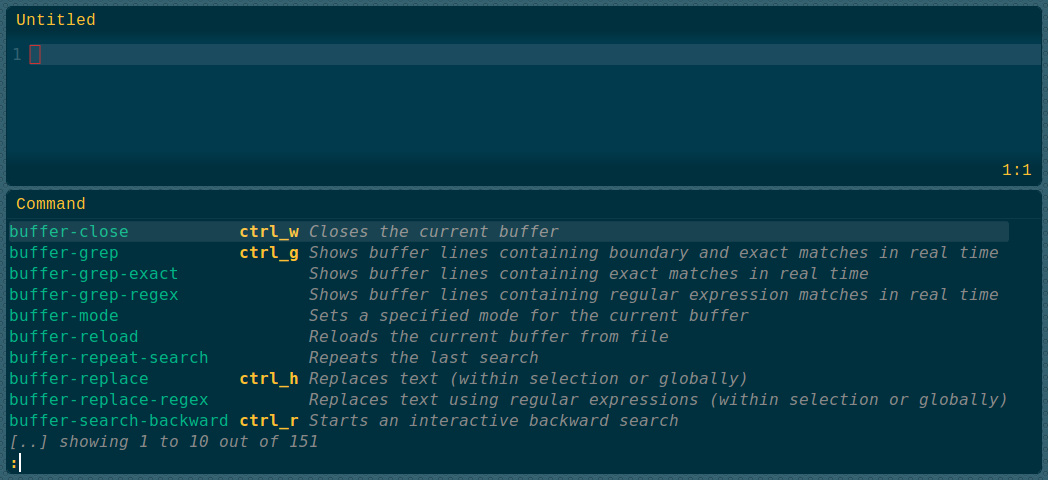 Untitled
1
1:1
Command
buffer-close ctrl_w Closes the current buffer
buffer-grep ctrl_g Shows buffer lines containing boundary and exact matches in real time
buffer-grep-exact Shows buffer lines containing exact matches in real time
buffer-grep-regex Shows buffer lines containing regular expression matches in real time
buffer-mode Sets a specified mode for the current buffer
buffer-reload Reloads the current buffer from file
buffer-repeat-search Repeats the last search
buffer-replace ctrl_h Replaces text (within selection or globally)
buffer-replace-regex Replaces text using regular expressions (within selection or globally)
buffer-search-backward ctrl_r Starts an interactive backward search
[..] showing 1 to 10 out of 151
: